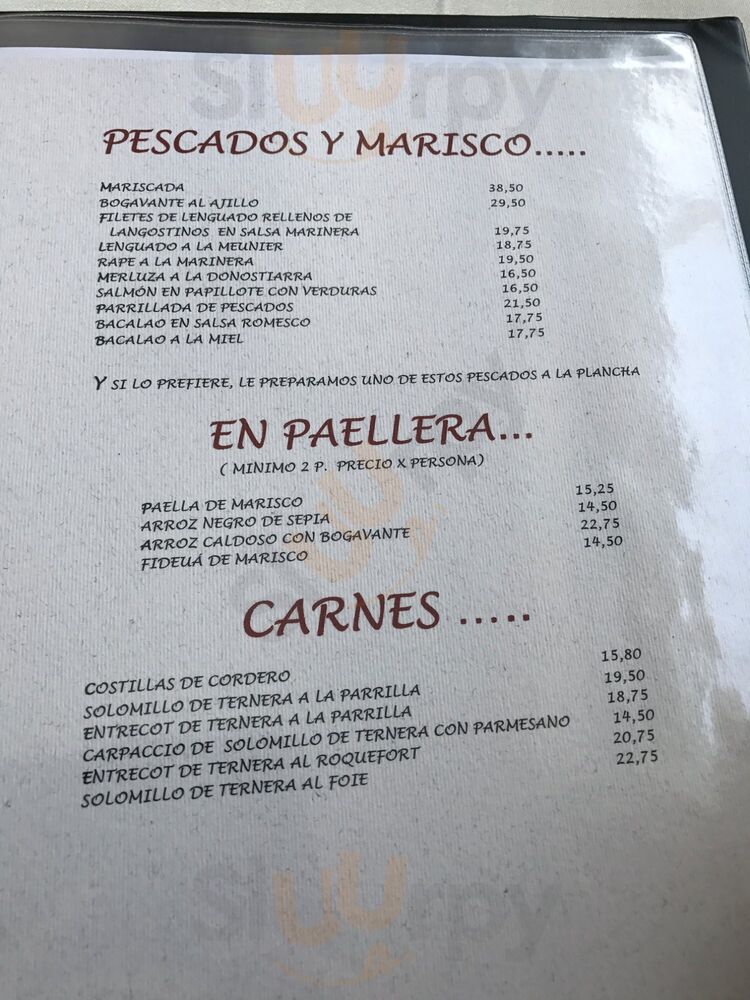 sluurpy
PESCADOS Y MARISCO.....
MARISCADA 38,50
BOGAVANTE AL AJILLO 29,50
FILETES DE LENGUADO RELLENOS DE
LANGOSTINOS EN SALSA MARINERA 19,75
LENGUADO A LA MEUNIER 18,75
RAPE A LA MARINERA 19,50
MERLUZA A LA DONOSTIARRA 16,50
SALMÓN EN PAPILLOTE CON VERDURAS 16,50
PARRILLADA DE PESCADOS 21,50
BACALAO EN SALSA ROMESCO 17,75
BACALAO A LA MIEL 17,75
Y SI LO PREFIERE, LE PREPARAMOS UNO DE ESTOS PESCADOS A LA PLANCHA
EN PAELLERA...
( MINIMO 2 P. PRECIO X PERSONA)
PAELLA DE MARISCO 15,25
ARROZ NEGRO DE SEPIA 14,50
ARROZ CALDOSO CON BOGAVANTE 22,75
FIDEUÁ DE MARISCO 14,50
sluurpy
CARNES .....
COSTILLAS DE CORDERO 15,80
SOLOMILLO DE TERNERA A LA PARRILLA 19,50
ENTRECOT DE TERNERA A LA PARRILLA 18,75
CARPACCIO DE SOLOMILLO DE TERNERA CON PARMESANO 14,50
ENTRECOT DE TERNERA AL ROQUEFORT 20,75
SOLOMILLO DE TERNERA AL FOIE 22,75
sluurpy